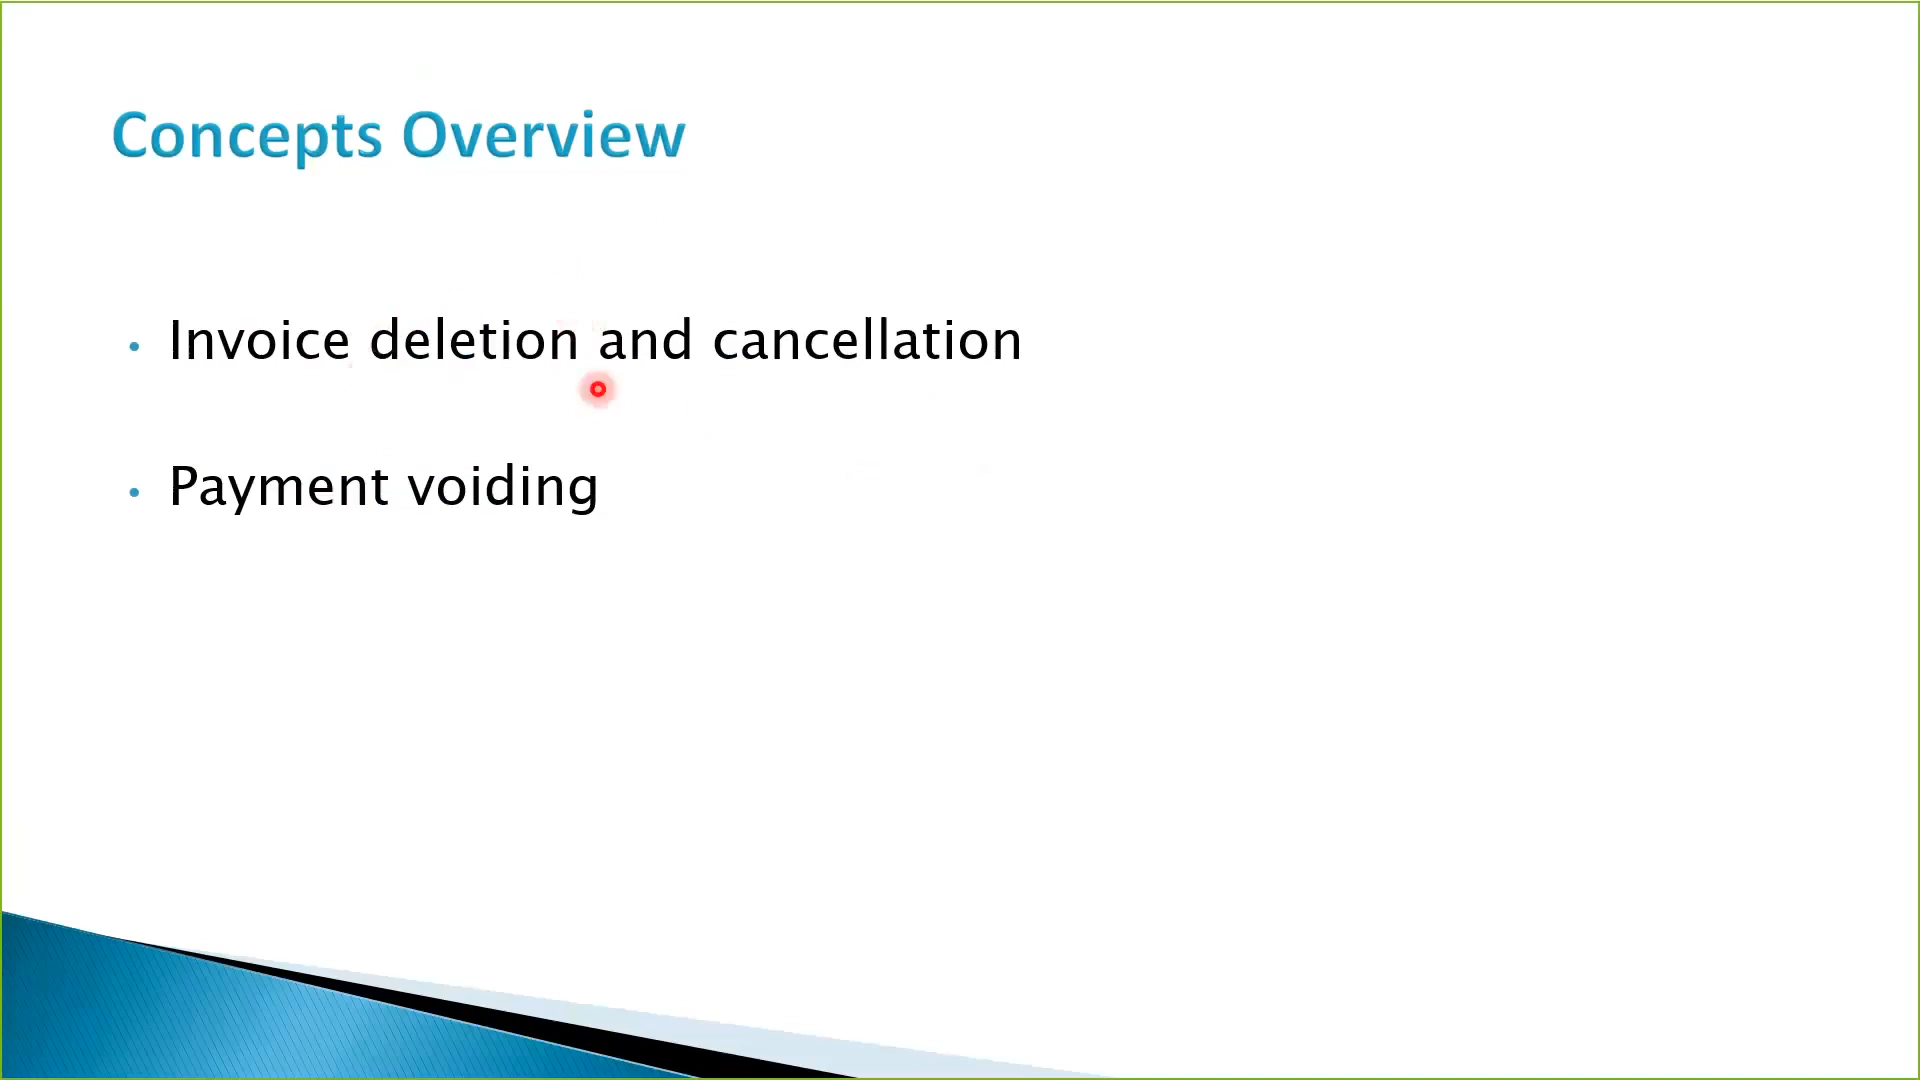 Concepts Overview
• Invoice deletion and cancellation
• Payment voiding